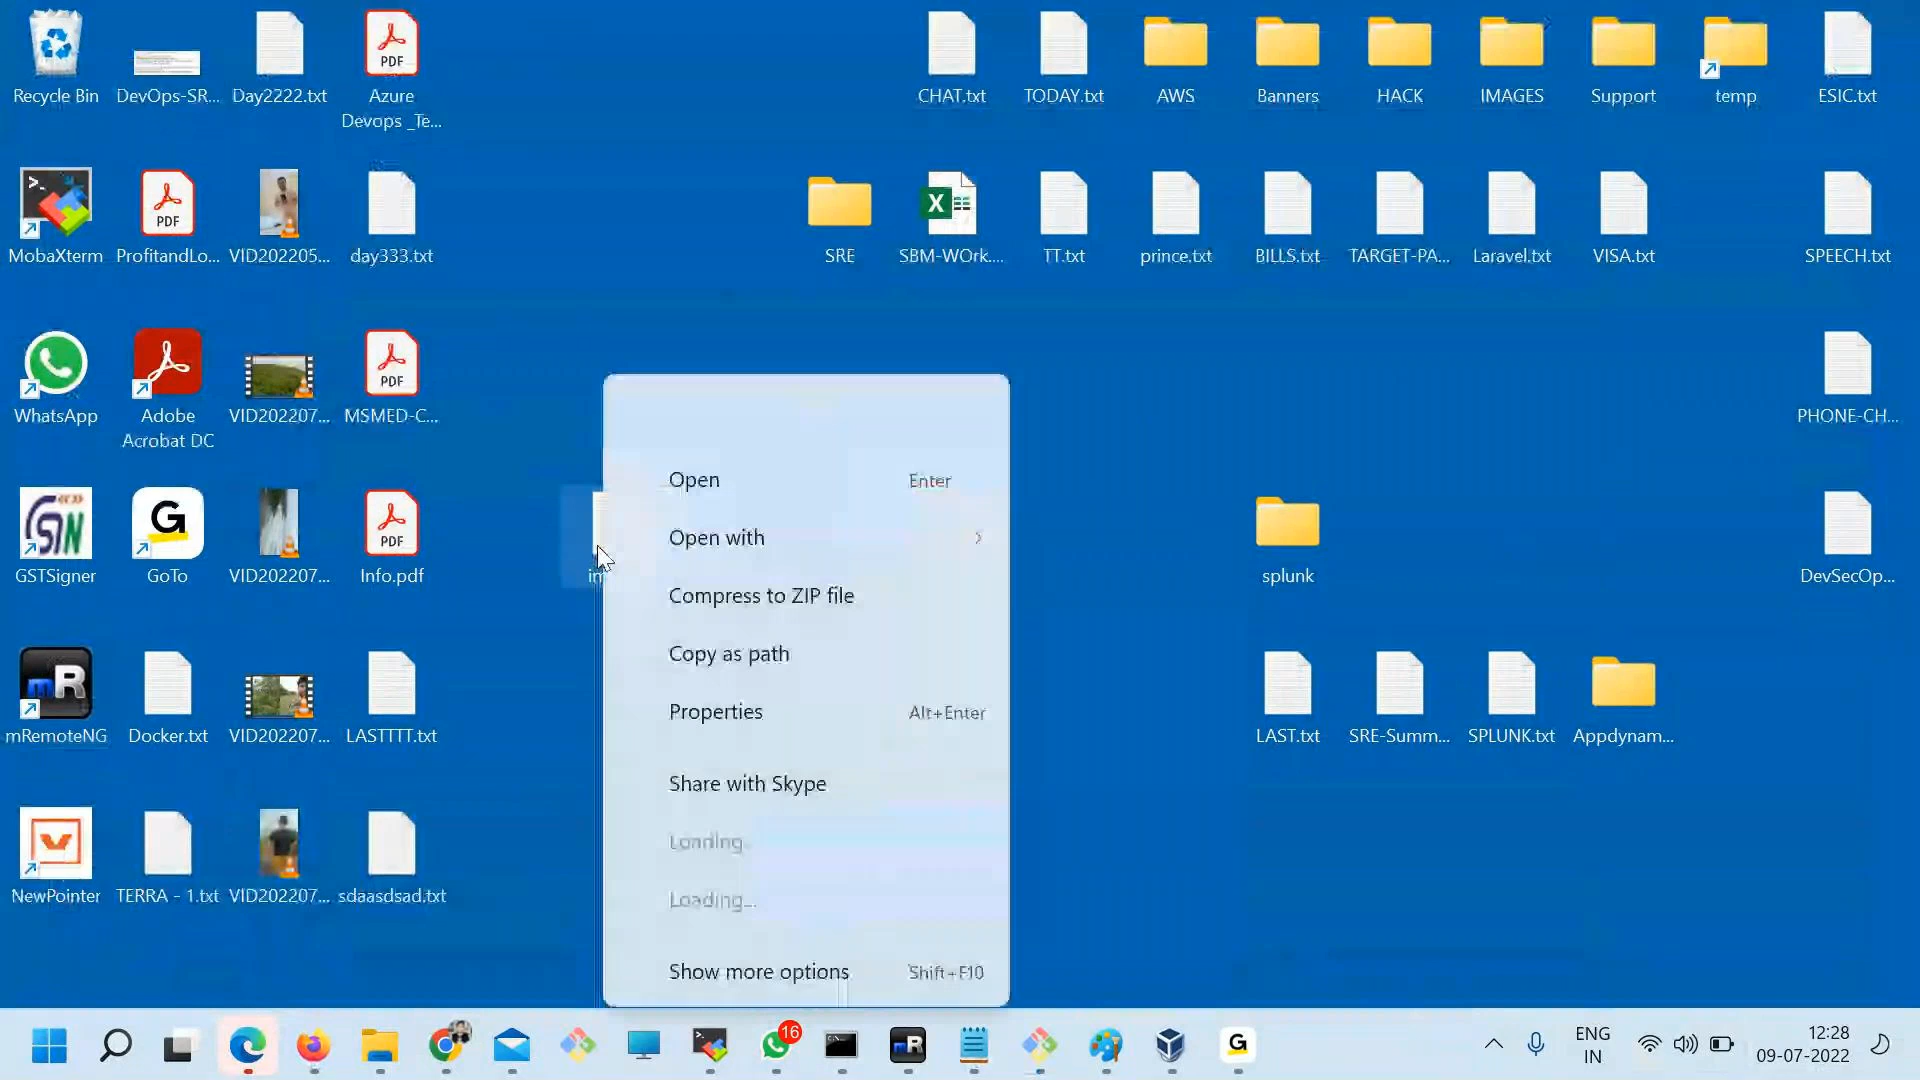 Recycle Bin
DevOps-SR...
Day2222.txt
Azure
Devops _Te...
CHAT.txt
TODAY.txt
AWS
Banners
HACK
IMAGES
Support
temp
ESIC.txt
MobaXterm
ProfitandLo...
VID202205...
day333.txt
SRE
SBM-WOrk....
TT.txt
prince.txt
BILLS.txt
TARGET-PA...
Laravel.txt
VISA.txt
SPEECH.txt
WhatsApp
Adobe
Acrobat DC
VID202207...
MSMED-C...
PHONE-CH...
GSTSigner
GoTo
VID202207...
Info.pdf
splunk
DevSecOp...
mRemoteNG
Docker.txt
VID202207...
LASTTTT.txt
LAST.txt
SRE-Summ...
SPLUNK.txt
Appdynam...
NewPointer
TERRA - 1.txt
VID202207...
sdaasdsad.txt
Open Enter
Open with
Compress to ZIP file
Copy as path
Properties Alt+Enter
Share with Skype
Loading...
Loading...
Show more options Shift+F10
16
ENG
IN
12:28
09-07-2022